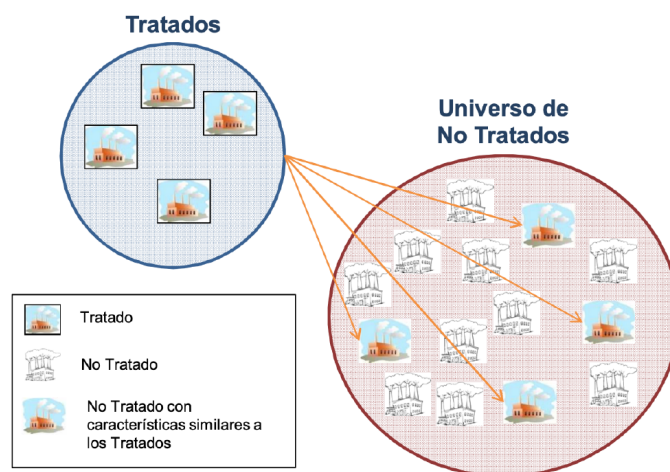 Tratados
Universo de
No Tratados
Tratado
No Tratado
No Tratado con
características similares a
los Tratados